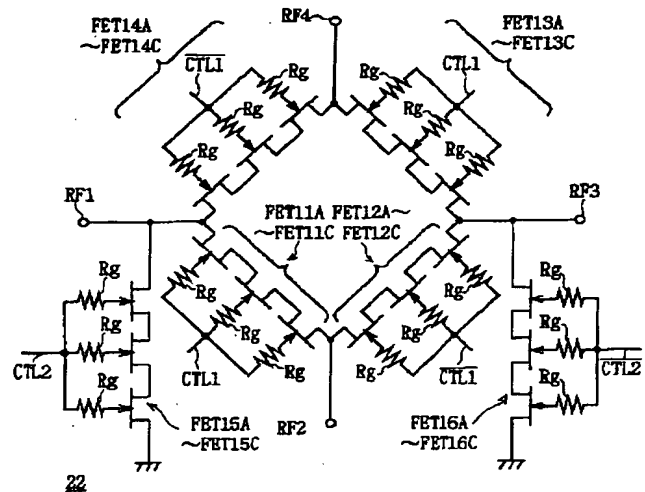 FET14A
~FET14C
RF4
FET13A
~FET13C
CTL1
CTL1
Rg
Rg
Rg
Rg
Rg
Rg
RF1
FET11A FET12A~
~FET11C FET12C
RF3
Rg
Rg
Rg
Rg
Rg
Rg
Rg
Rg
Rg
Rg
Rg
Rg
CTL2
CTL1
CTL1
CTL2
FET15A
~FET15C
RF2
FET16A
~FET16C
22